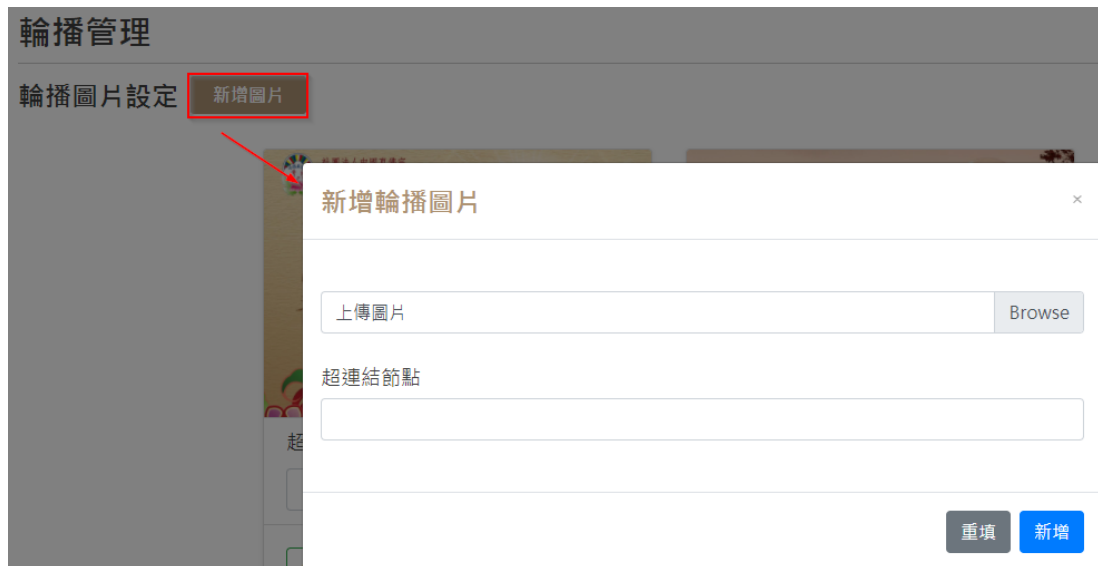 輪播管理
輪播圖片設定 新增圖片
新增輪播圖片 ×
上傳圖片 Browse
超連結節點
超
重填 新增